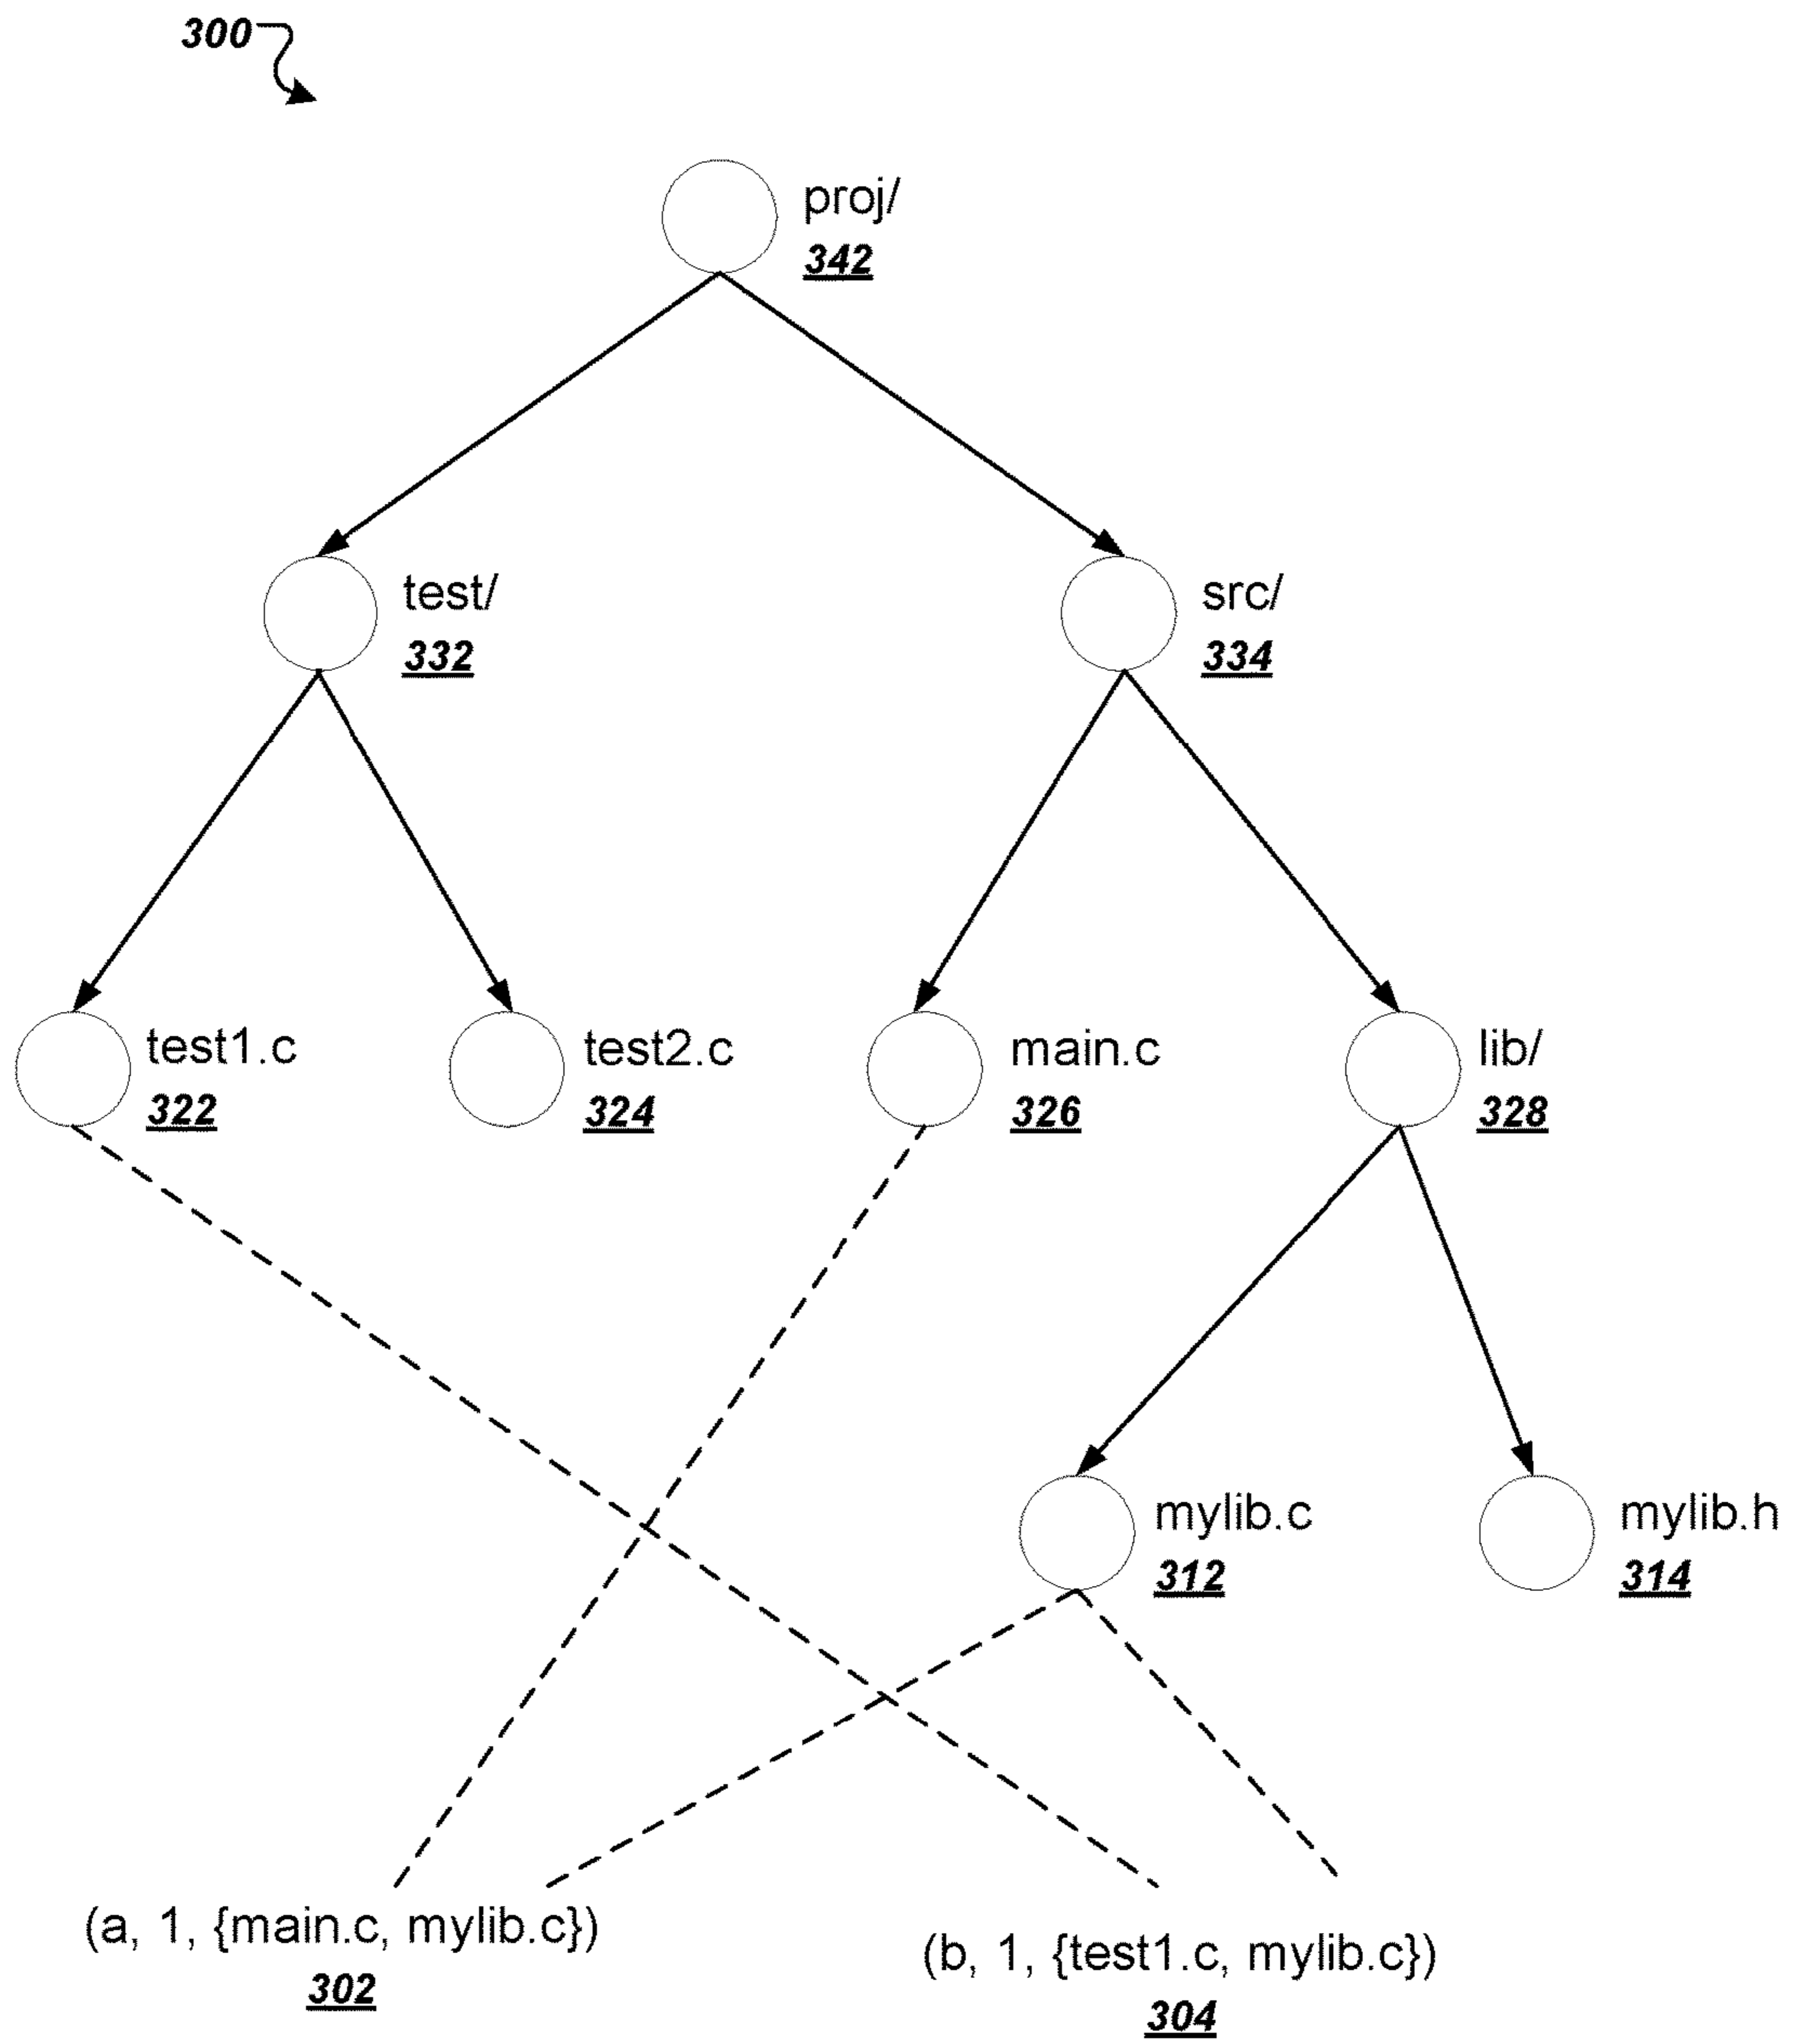 300
proj/
342
test/
332
src/
334
test1.c
322
test2.c
324
main.c
326
lib/
328
mylib.c
312
mylib.h
314
(a, 1, {main.c, mylib.c})
302
(b, 1, {test1.c, mylib.c})
304